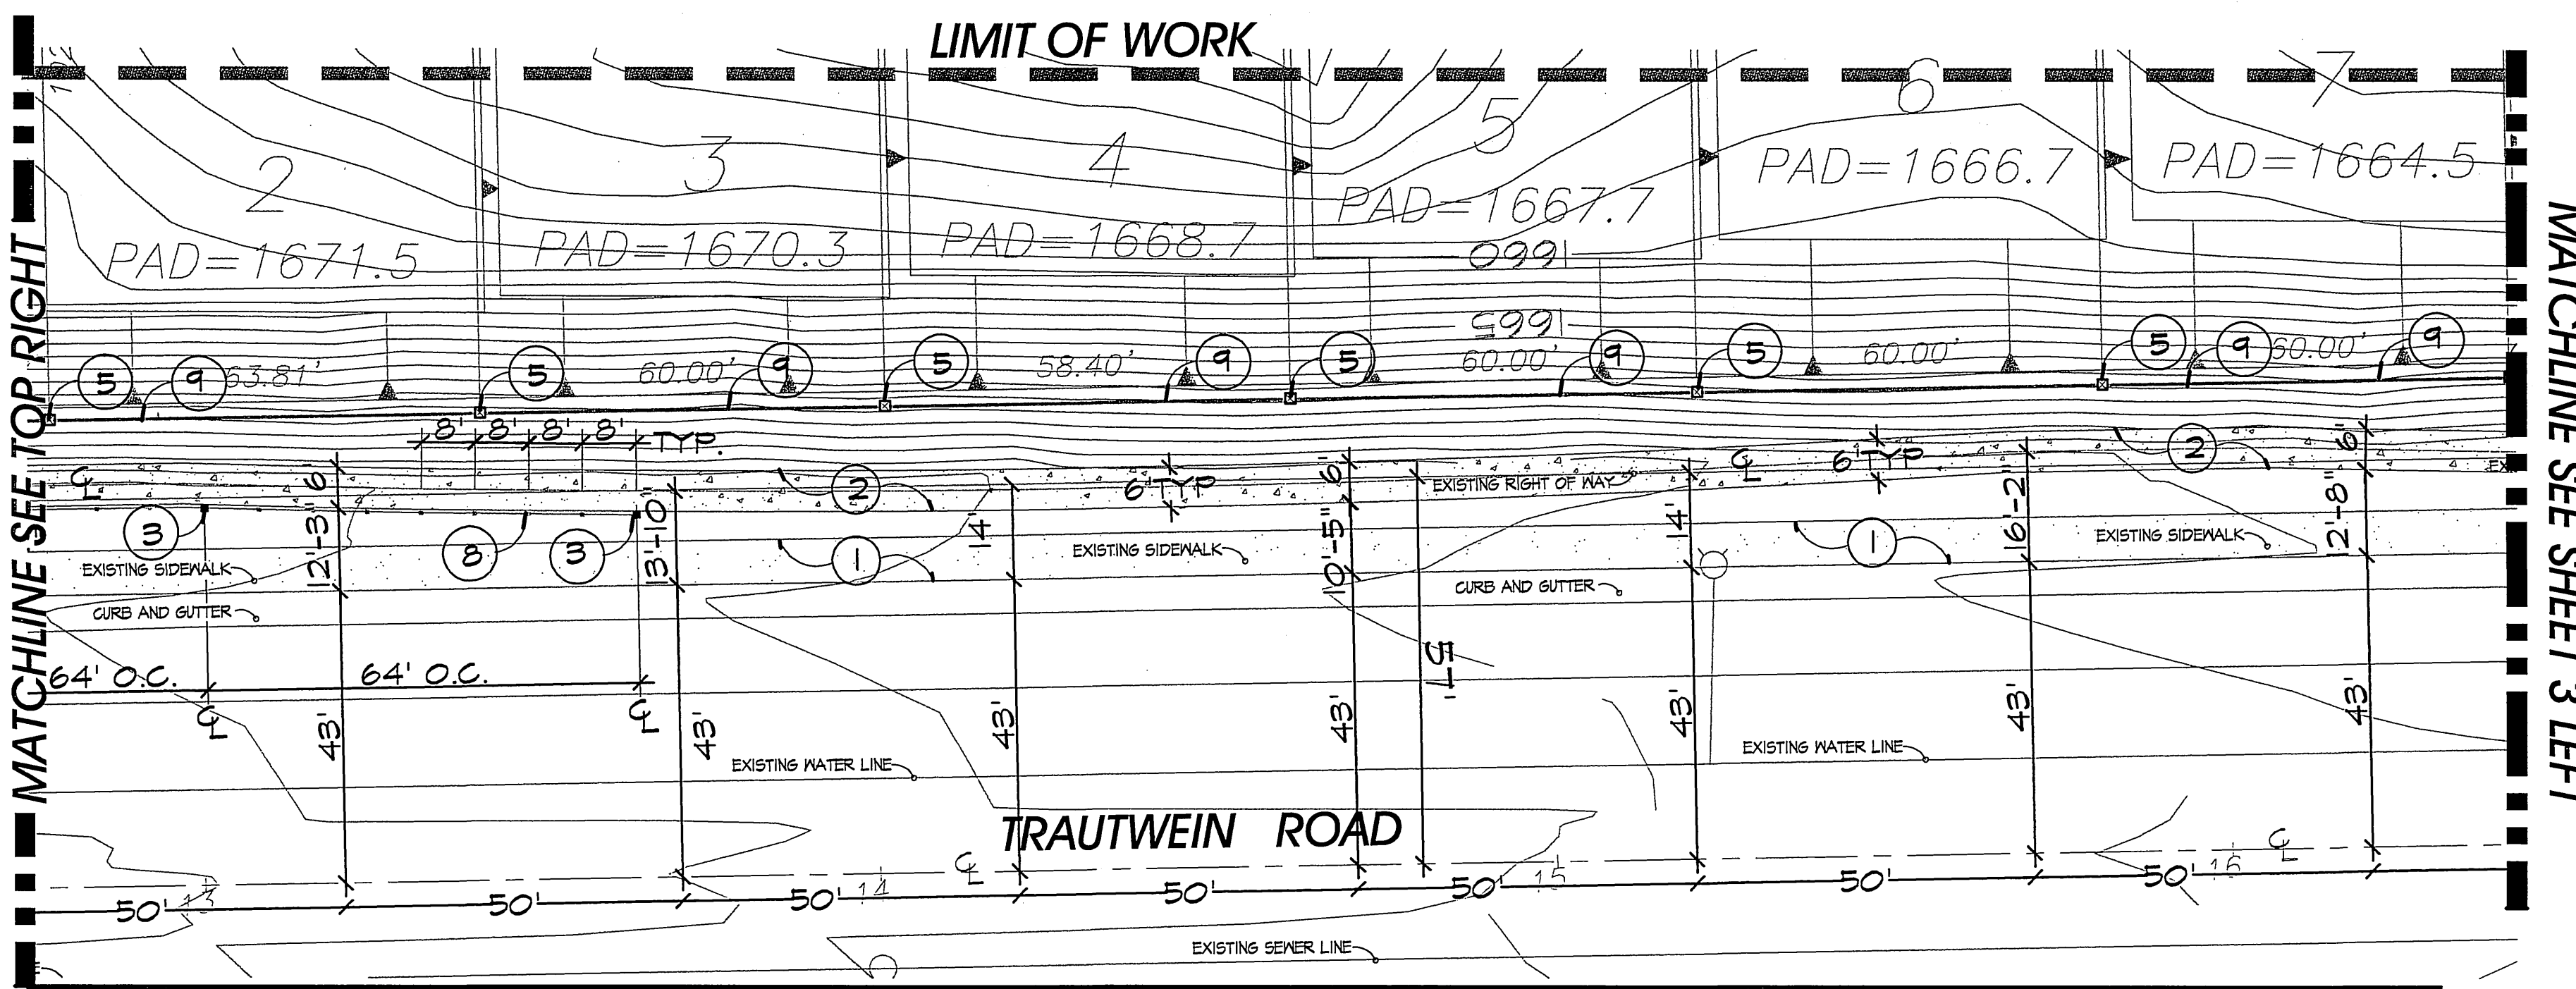 LIMIT OF WORK
MATCHLINE SEE TOP RIGHT
MATCHLINE SEE SHEET 3 LEFT
2
PAD=1671.5
3
PAD=1670.3
4
PAD=1668.7
5
PAD=1667.7
6
PAD=1666.7
7
PAD=1664.5
1660
1665
5
9
63.81'
5
60.00'
9
5
58.40'
9
5
60.00'
9
5
60.00'
5
9
60.00'
9
8' 8' 8' 8' TYP.
℄
6'
12'-3"
3
8
3
13'-10"
2
1
14'
6' TYP
6'
10'-5"
EXISTING RIGHT OF WAY
14'
℄
6' TYP
16'-2"
1
2
6'
12'-8"
EXISTING SIDEWALK
EXISTING SIDEWALK
EXISTING SIDEWALK
CURB AND GUTTER
CURB AND GUTTER
64' O.C.
64' O.C.
℄
℄
43'
43'
43'
43'
57'
43'
43'
43'
EXISTING WATER LINE
EXISTING WATER LINE
TRAUTWEIN ROAD
℄
℄
50' 13
50'
50' 14
50'
50' 15
50'
50' 16
EXISTING SEWER LINE